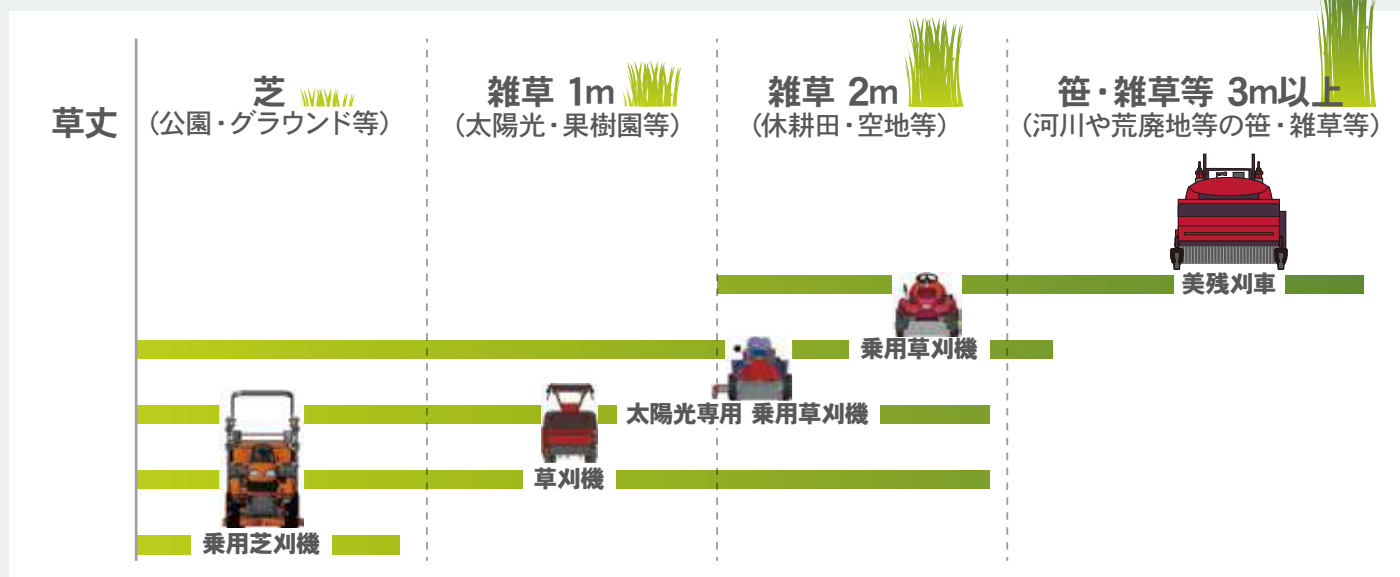 草丈
芝
(公園・グラウンド等)
雑草 1m
(太陽光・果樹園等)
雑草 2m
(休耕田・空地等)
笹・雑草等 3m以上
(河川や荒廃地等の笹・雑草等)
美残刈車
乗用草刈機
太陽光専用 乗用草刈機
草刈機
乗用芝刈機